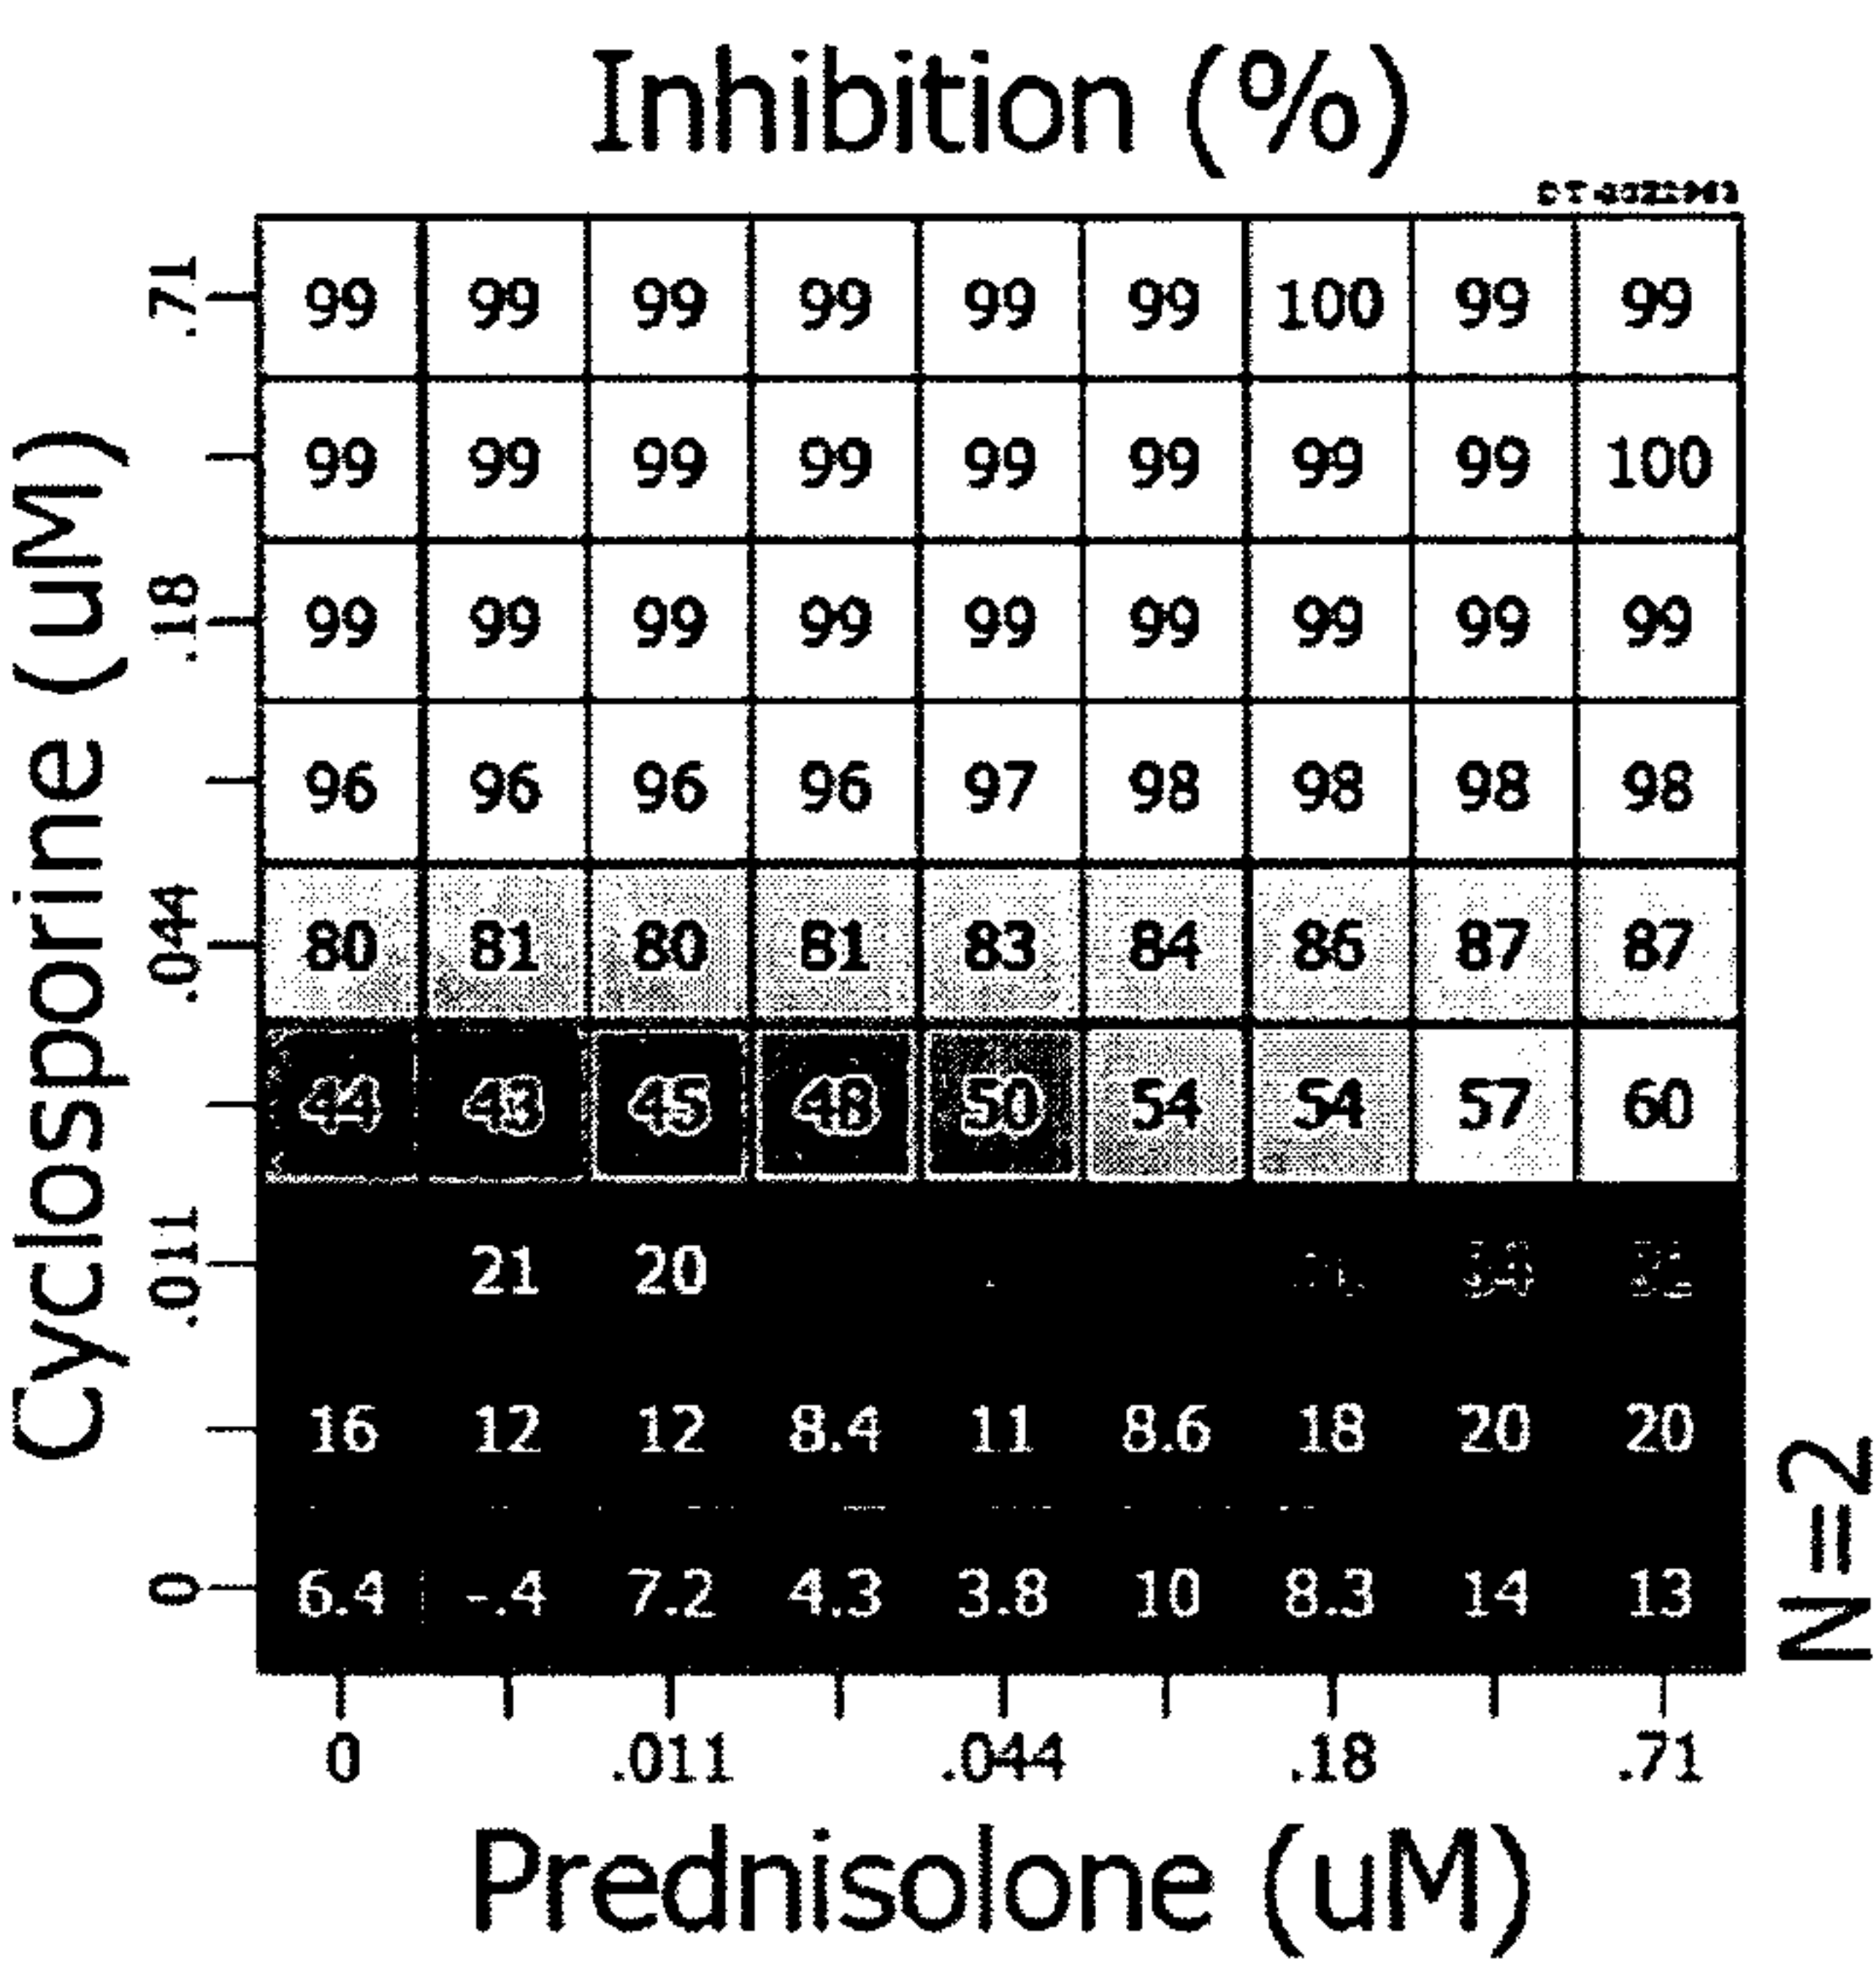 Inhibition (%)
Cyclosporine (uM)
.71 99 99 99 99 99 99 100 99 99
99 99 99 99 99 99 99 99 100
.18 99 99 99 99 99 99 99 99 99
96 96 96 96 97 98 98 98 98
.044 80 81 80 81 83 84 86 87 87
44 43 45 48 50 54 54 57 60
.011 21 20 34 32
16 12 12 8.4 11 8.6 18 20 20
0 6.4 -.4 7.2 4.3 3.8 10 8.3 14 13
0 .011 .044 .18 .71
Prednisolone (uM)
N=2